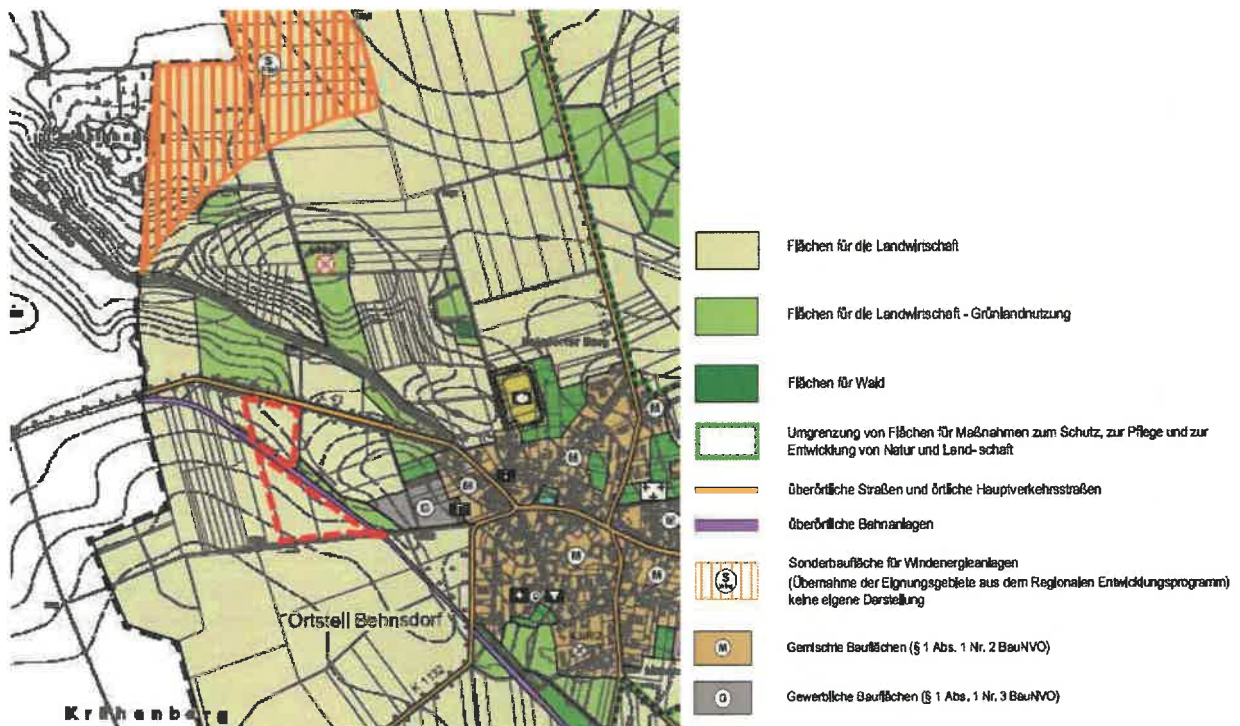 S
M
M
G
M
M
M
M
Ortsteil Behnsdorf
K 1132
Krähenberg
Flächen für die Landwirtschaft
Flächen für die Landwirtschaft - Grünlandnutzung
Flächen für Wald
Umgrenzung von Flächen für Maßnahmen zum Schutz, zur Pflege und zur
Entwicklung von Natur und Land- schaft
überörtliche Straßen und örtliche Hauptverkehrsstraßen
überörtliche Bahnanlagen
S
Sonderbaufläche für Windenergieanlagen
(Übernahme der Eignungsgebiete aus dem Regionalen Entwicklungsprogramm)
keine eigene Darstellung
M
Gemischte Bauflächen (§ 1 Abs. 1 Nr. 2 BauNVO)
G
Gewerbliche Bauflächen (§ 1 Abs. 1 Nr. 3 BauNVO)